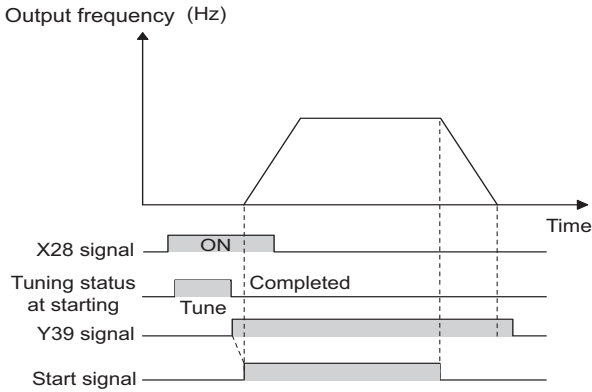 Output frequency (Hz)
Time
X28 signal
ON
Tuning status
at starting
Completed
Tune
Y39 signal
Start signal